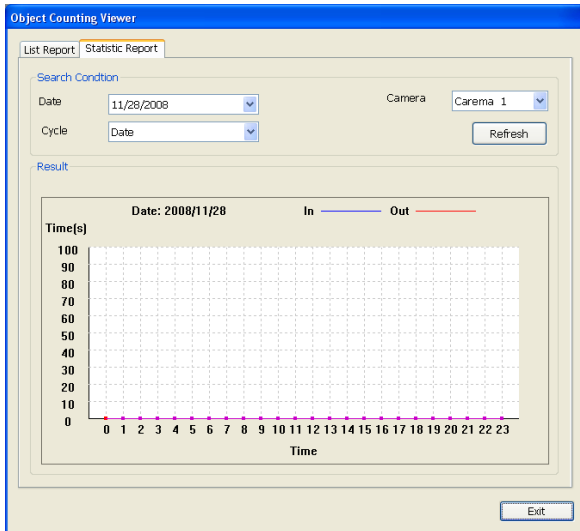 Object Counting Viewer
List Report Statistic Report
Search Condtion
Date 11/28/2008 Camera Carema 1
Cycle Date Refresh
Result
Date: 2008/11/28 In Out
Time(s)
100
90
80
70
60
50
40
30
20
10
0
0 1 2 3 4 5 6 7 8 9 10 11 12 13 14 15 16 17 18 19 20 21 22 23
Time
Exit